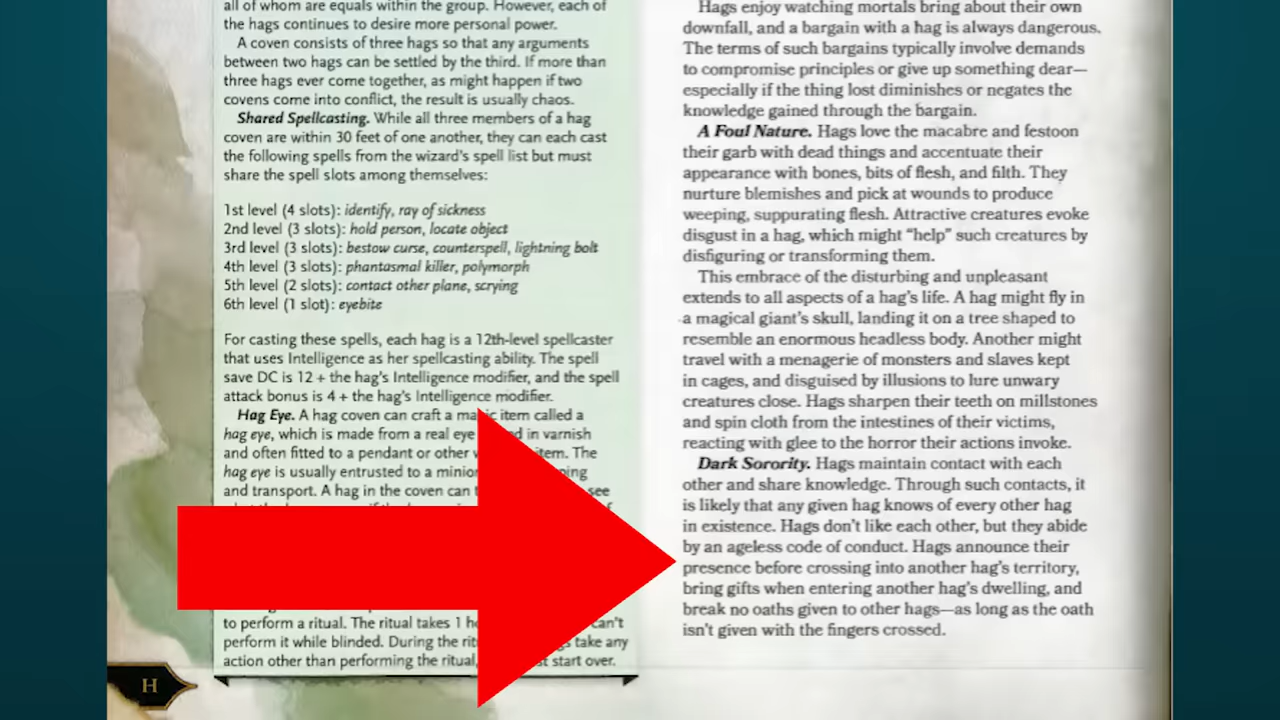 all of whom are equals within the group. However, each of
the hags continues to desire more personal power.
A coven consists of three hags so that any arguments
between two hags can be settled by the third. If more than
three hags ever come together, as might happen if two
covens come into conflict, the result is usually chaos.
Shared Spellcasting. While all three members of a hag
coven are within 30 feet of one another, they can each cast
the following spells from the wizard's spell list but must
share the spell slots among themselves:
1st level (4 slots): identify, ray of sickness
2nd level (3 slots): hold person, locate object
3rd level (3 slots): bestow curse, counterspell, lightning bolt
4th level (3 slots): phantasmal killer, polymorph
5th level (2 slots): contact other plane, scrying
6th level (1 slot): eyebite
For casting these spells, each hag is a 12th-level spellcaster
that uses Intelligence as her spellcasting ability. The spell
save DC is 12 + the hag's Intelligence modifier, and the spell
attack bonus is 4 + the hag's Intelligence modifier.
Hag Eye. A hag coven can craft a magic item called a
hag eye, which is made from a real eye in varnish
and often fitted to a pendant or other item. The
hag eye is usually entrusted to a minion
and transport. A hag in the coven can see
to perform a ritual. The ritual takes 1 can't
perform it while blinded. During the take any
action other than performing the ritual, start over.
H
Hags enjoy watching mortals bring about their own
downfall, and a bargain with a hag is always dangerous.
The terms of such bargains typically involve demands
to compromise principles or give up something dear—
especially if the thing lost diminishes or negates the
knowledge gained through the bargain.
A Foul Nature. Hags love the macabre and festoon
their garb with dead things and accentuate their
appearance with bones, bits of flesh, and filth. They
nurture blemishes and pick at wounds to produce
weeping, suppurating flesh. Attractive creatures evoke
disgust in a hag, which might "help" such creatures by
disfiguring or transforming them.
This embrace of the disturbing and unpleasant
extends to all aspects of a hag's life. A hag might fly in
a magical giant's skull, landing it on a tree shaped to
resemble an enormous headless body. Another might
travel with a menagerie of monsters and slaves kept
in cages, and disguised by illusions to lure unwary
creatures close. Hags sharpen their teeth on millstones
and spin cloth from the intestines of their victims,
reacting with glee to the horror their actions invoke.
Dark Sorority. Hags maintain contact with each
other and share knowledge. Through such contacts, it
is likely that any given hag knows of every other hag
in existence. Hags don't like each other, but they abide
by an ageless code of conduct. Hags announce their
presence before crossing into another hag's territory,
bring gifts when entering another hag's dwelling, and
break no oaths given to other hags—as long as the oath
isn't given with the fingers crossed.